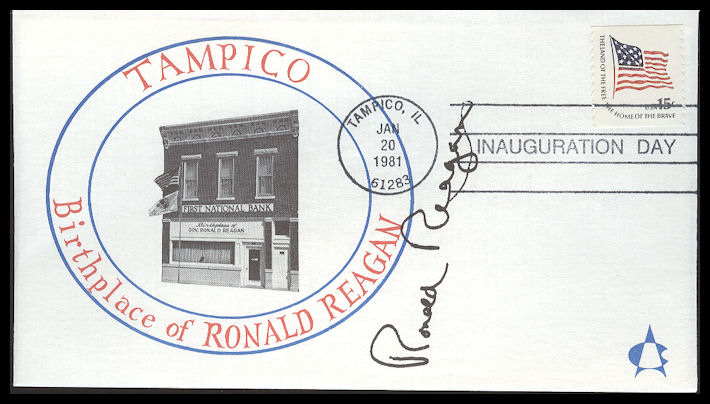 TAMPICO
Birthplace of RONALD REAGAN
FIRST NATIONAL BANK
Birthplace of
GOV. RONALD REAGAN
TAMPICO, IL
JAN
20
1981
61283
INAUGURATION DAY
THE LAND OF THE FREE
THE HOME OF THE BRAVE
USA 15c
Ronald Reagan